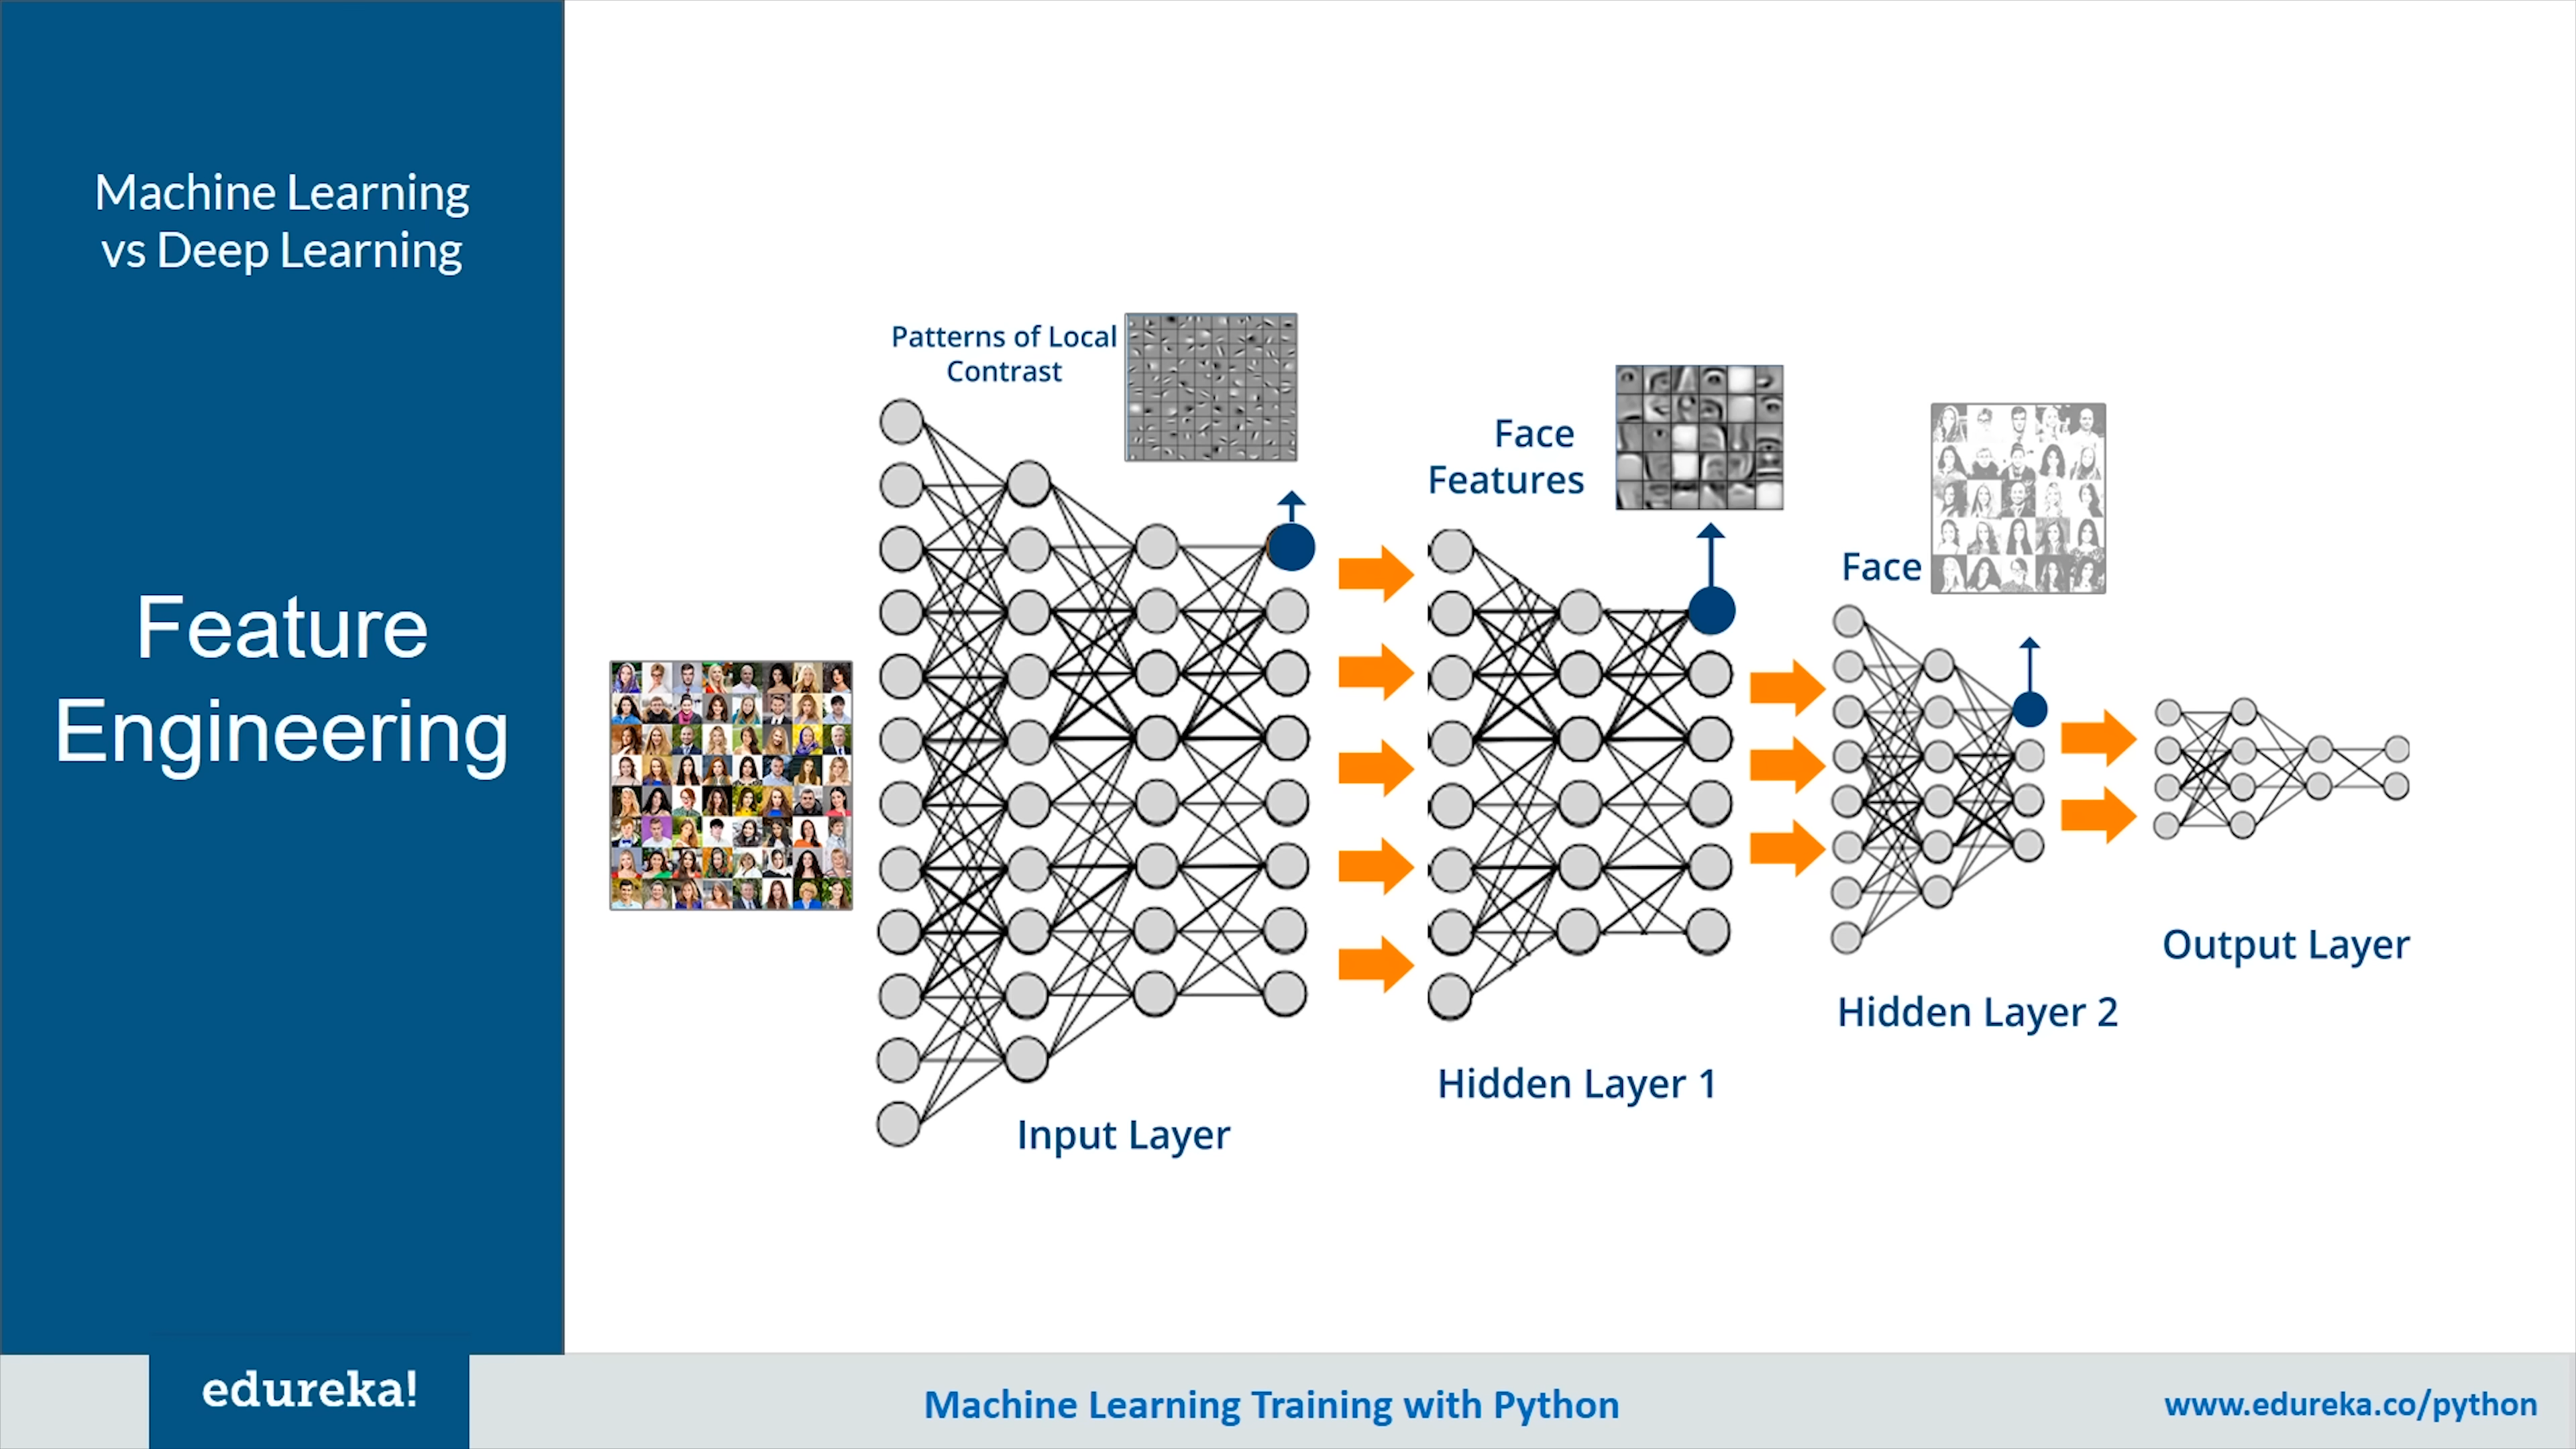 Machine Learning
vs Deep Learning
Feature
Engineering
Patterns of Local
Contrast
Face
Features
Face
Input Layer
Hidden Layer 1
Hidden Layer 2
Output Layer
edureka!
Machine Learning Training with Python
www.edureka.co/python